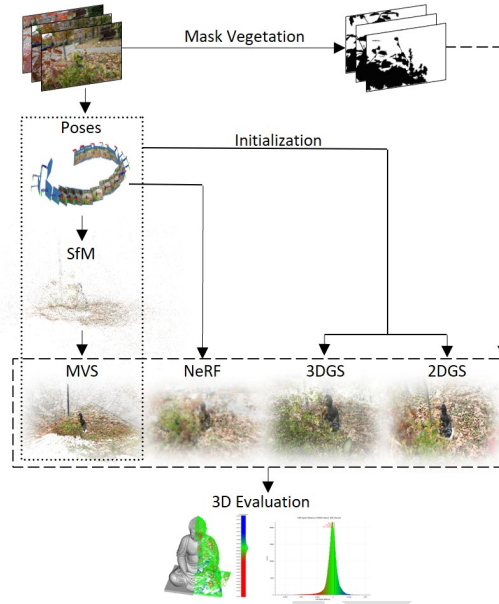 Mask Vegetation
Poses
Initialization
SfM
MVS
NeRF
3DGS
2DGS
3D Evaluation